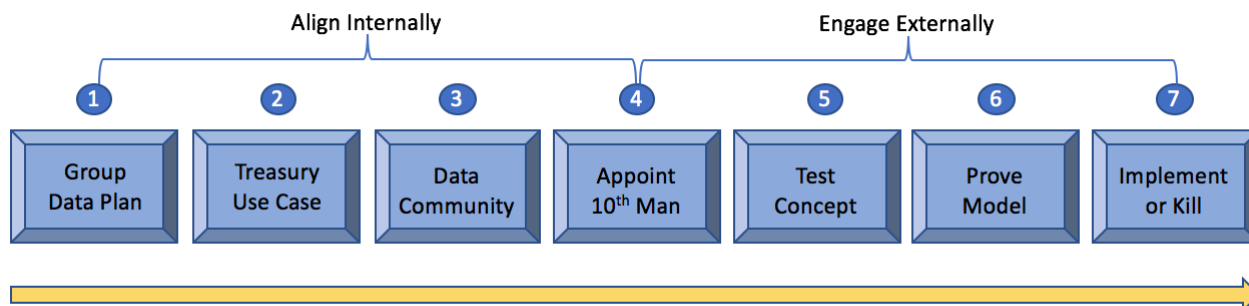 Align Internally
Engage Externally
1
2
3
4
5
6
7
Group
Data Plan
Treasury
Use Case
Data
Community
Appoint
10th Man
Test
Concept
Prove
Model
Implement
or Kill